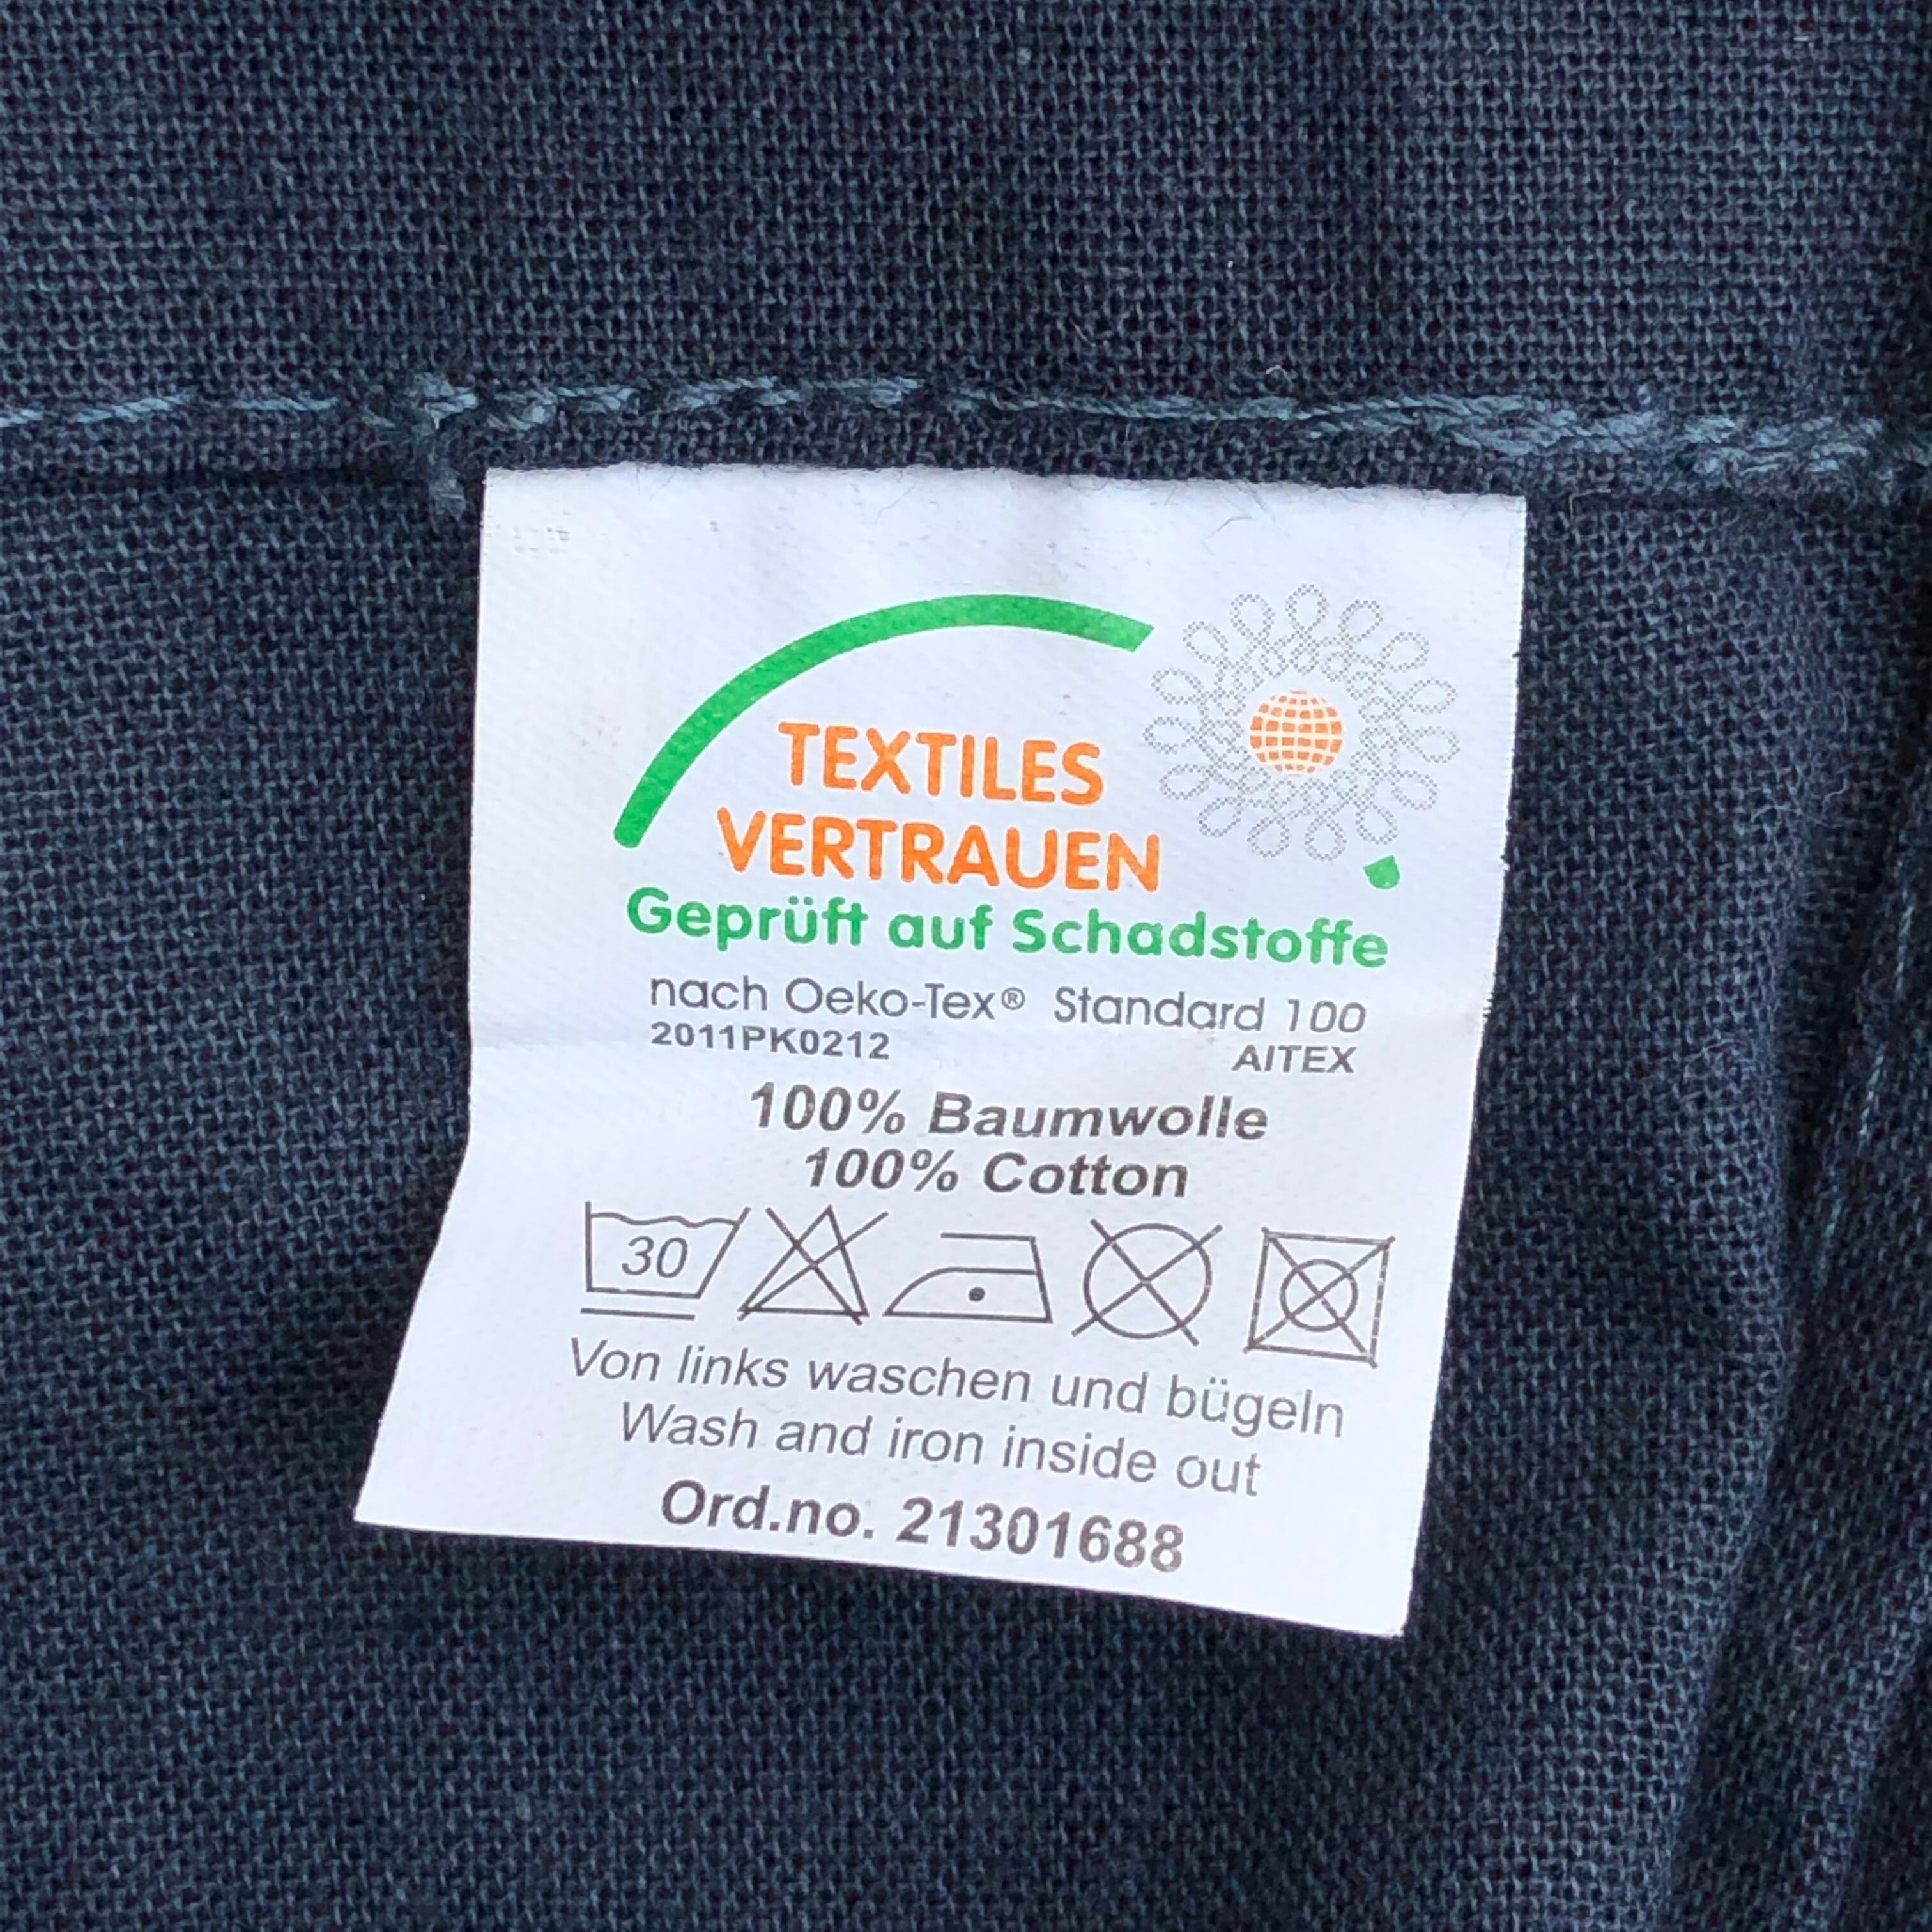 TEXTILES
VERTRAUEN
Geprüft auf Schadstoffe
nach Oeko-Tex® Standard 100
2011PK0212 AITEX
100% Baumwolle
100% Cotton
30
Von links waschen und bügeln
Wash and iron inside out
Ord.no. 21301688